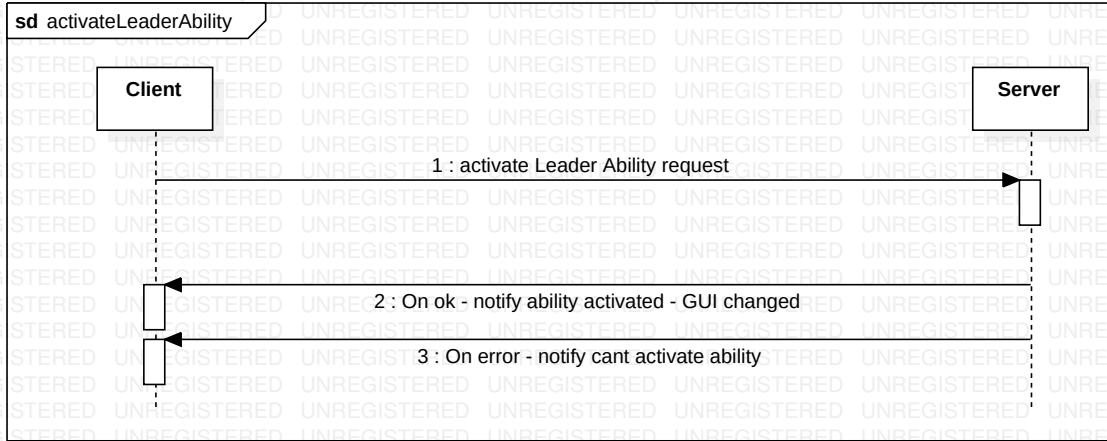 sd activateLeaderAbility
Client
Server
1 : activate Leader Ability request
2 : On ok - notify ability activated - GUI changed
3 : On error - notify cant activate ability